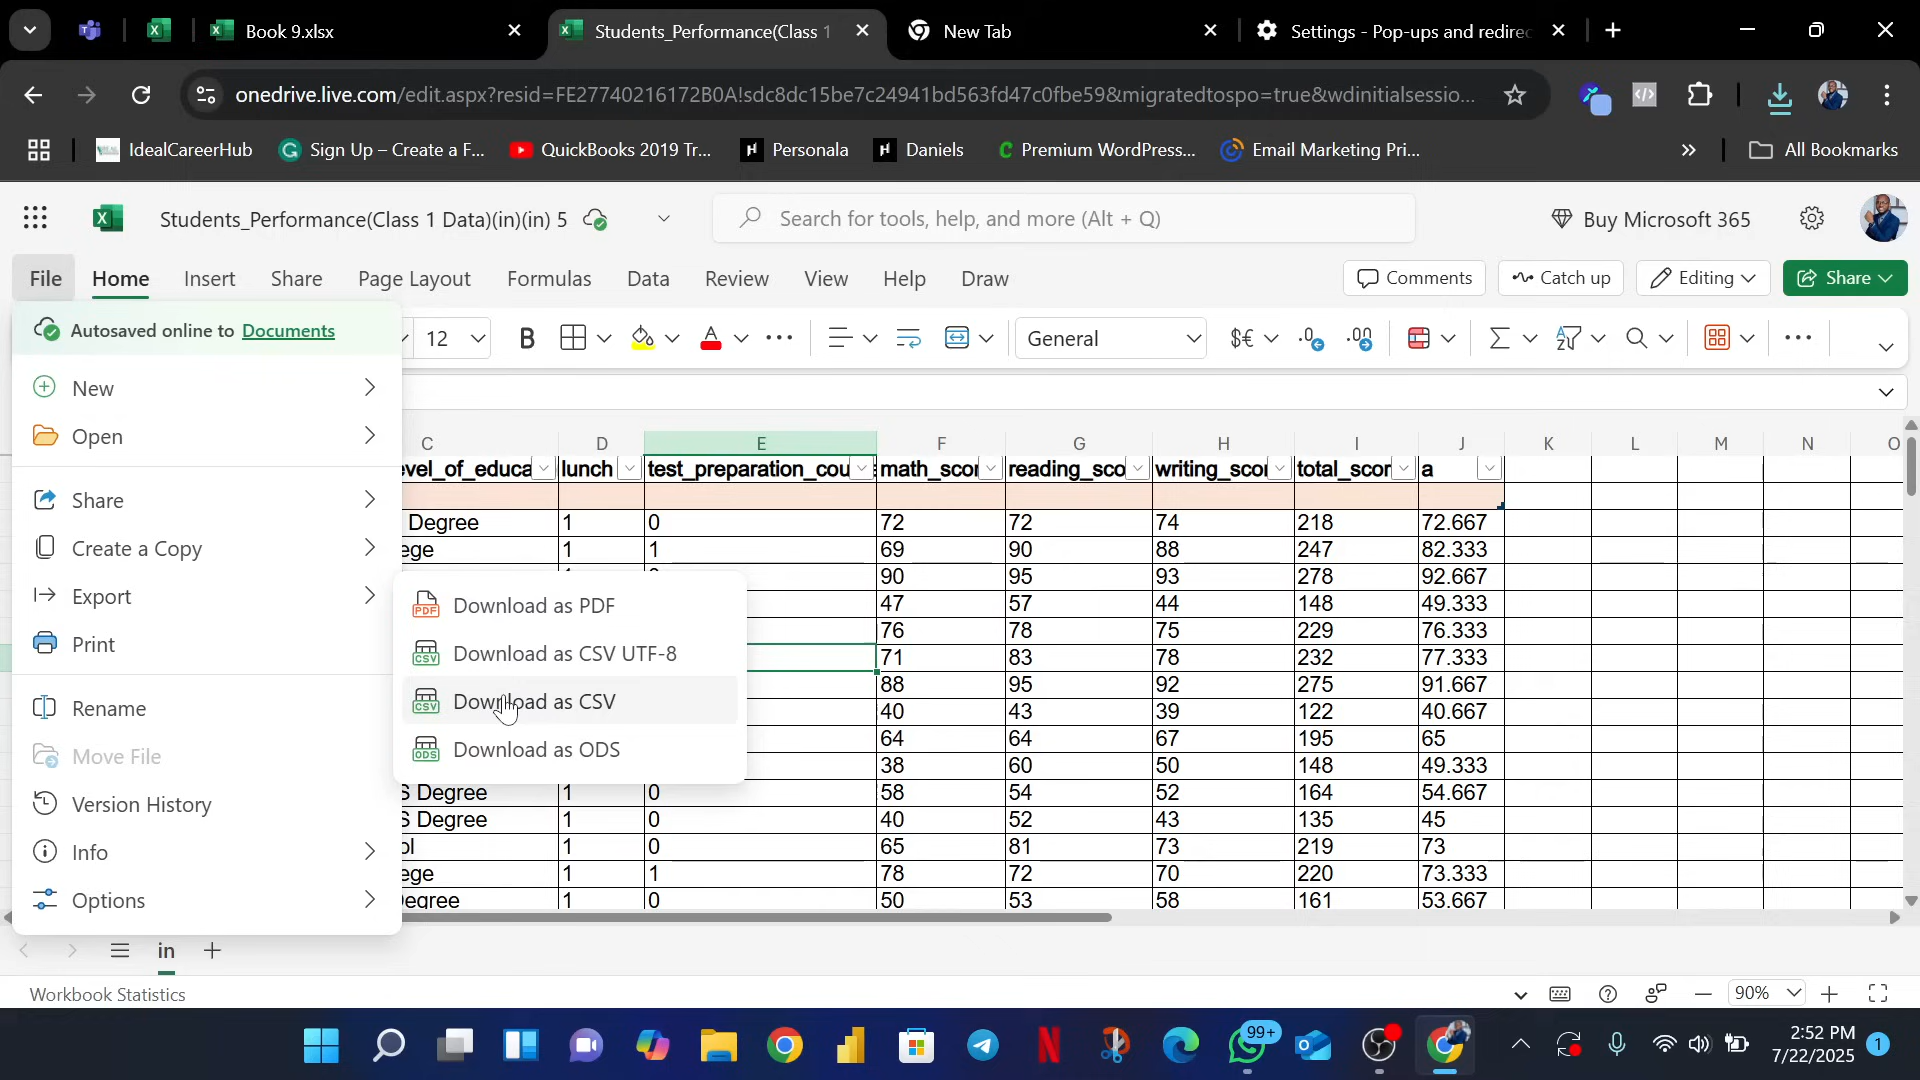 Book 9.xlsx
Students_Performance(Class 1
New Tab
Settings - Pop-ups and redirec
onedrive.live.com/edit.aspx?resid=FE27740216172B0A!sdc8dc15be7c24941bd563fd47c0fbe59&migratedtospo=true&wdinitialsessio...
IdealCareerHub
Sign Up – Create a F...
QuickBooks 2019 Tr...
Personala
Daniels
Premium WordPress...
Email Marketing Pri...
All Bookmarks
Students_Performance(Class 1 Data)(in)(in) 5
Search for tools, help, and more (Alt + Q)
Buy Microsoft 365
File Home Insert Share Page Layout Formulas Data Review View Help Draw
Comments Catch up Editing Share
Autosaved online to Documents
12
General
New
Open
Share
Create a Copy
Export
Print
Rename
Move File
Version History
Info
Options
Download as PDF
Download as CSV UTF-8
Download as CSV
Download as ODS
C D E F G H I J K L M N O
evel_of_educa lunch test_preparation_cou math_scor reading_sco writing_scor total_scor a
Degree 1 0 72 72 74 218 72.667
ege 1 1 69 90 88 247 82.333
90 95 93 278 92.667
47 57 44 148 49.333
76 78 75 229 76.333
71 83 78 232 77.333
88 95 92 275 91.667
40 43 39 122 40.667
64 64 67 195 65
38 60 50 148 49.333
S Degree 1 0 58 54 52 164 54.667
S Degree 1 0 40 52 43 135 45
ol 1 0 65 81 73 219 73
ege 1 1 78 72 70 220 73.333
egree 1 0 50 53 58 161 53.667
in
Workbook Statistics
90%
99+
2:52 PM
7/22/2025
1